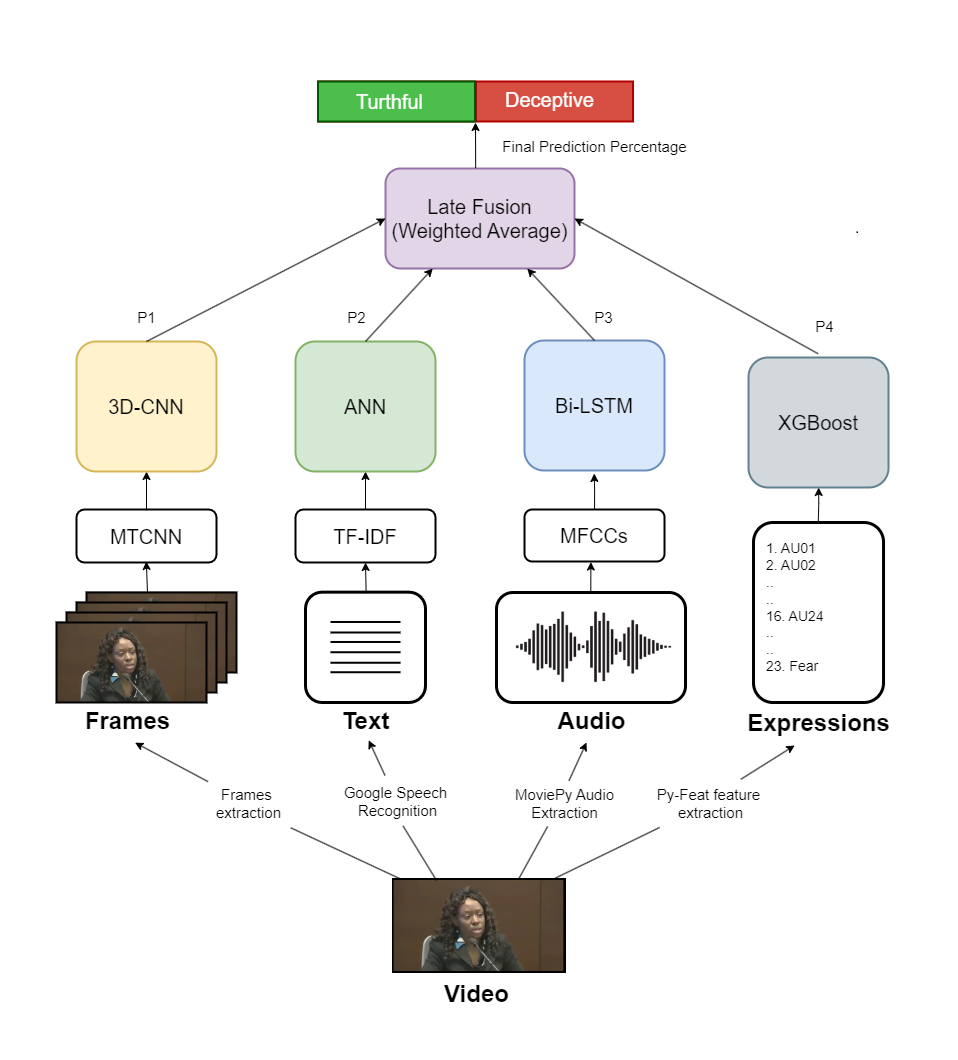 Turthful
Deceptive
Final Prediction Percentage
Late Fusion
(Weighted Average)
.
P1
P2
P3
P4
3D-CNN
ANN
Bi-LSTM
XGBoost
MTCNN
TF-IDF
MFCCs
1. AU01
2. AU02
..
..
16. AU24
..
..
23. Fear
Frames
Text
Audio
Expressions
Frames
extraction
Google Speech
Recognition
MoviePy Audio
Extraction
Py-Feat feature
extraction
Video